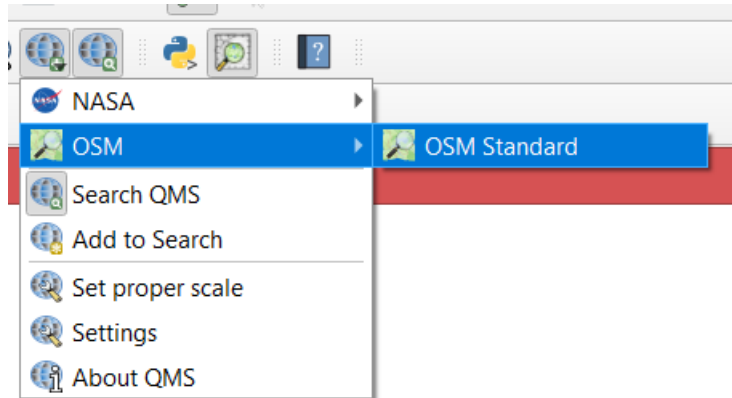 NASA
OSM
OSM Standard
Search QMS
Add to Search
Set proper scale
Settings
About QMS